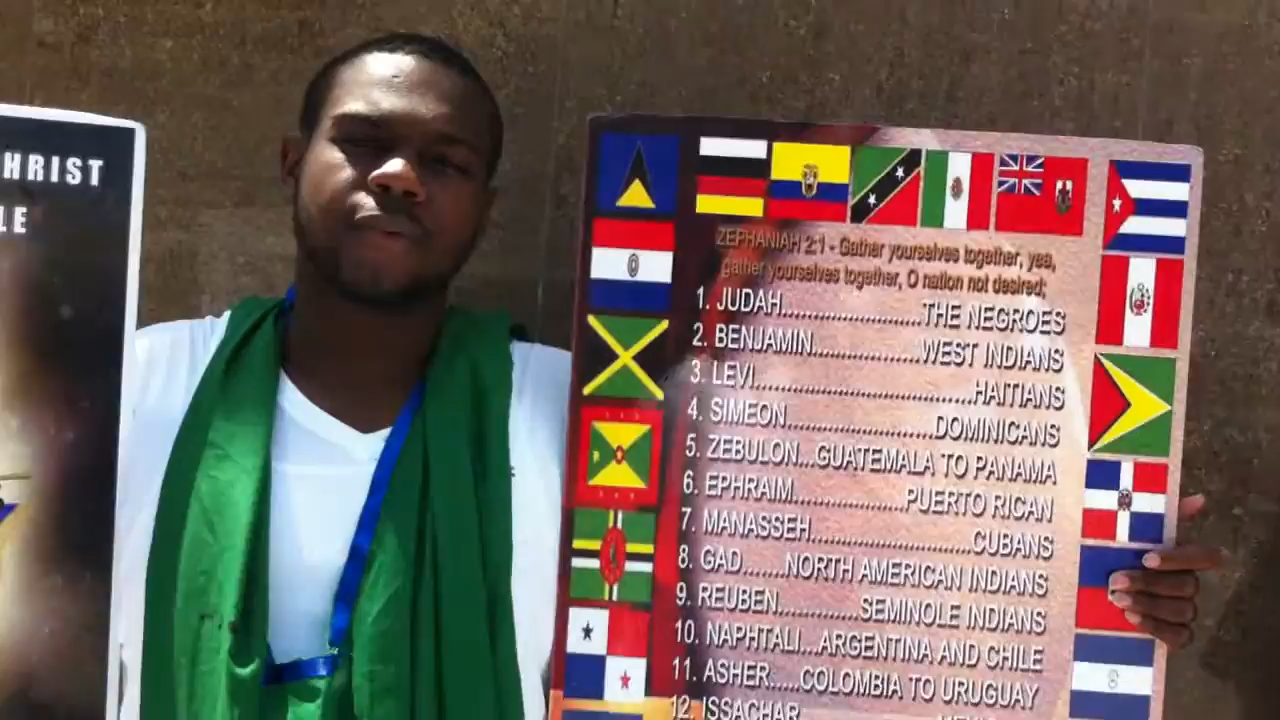 HRIST
LE
ZEPHANIAH 2:1 - Gather yourselves together, yea,
gather yourselves together, O nation not desired;
1. JUDAH....................THE NEGROES
2. BENJAMIN...............WEST INDIANS
3. LEVI...............................HAITIANS
4. SIMEON.....................DOMINICANS
5. ZEBULON...GUATEMALA TO PANAMA
6. EPHRAIM................PUERTO RICAN
7. MANASSEH.......................CUBANS
8. GAD......NORTH AMERICAN INDIANS
9. REUBEN............SEMINOLE INDIANS
10. NAPHTALI...ARGENTINA AND CHILE
11. ASHER.....COLOMBIA TO URUGUAY
12. ISSACHAR